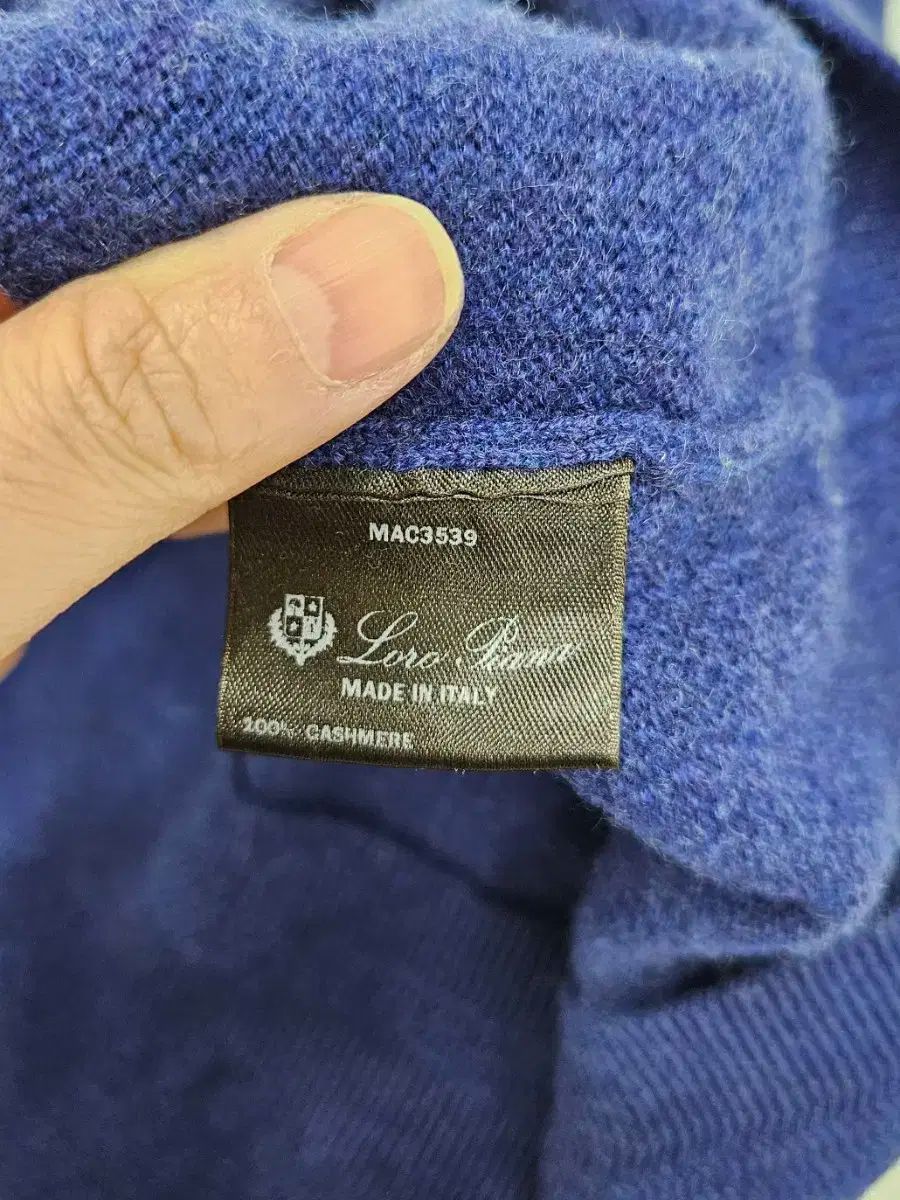 MAC3539
Loro Piana
MADE IN ITALY
100% CASHMERE